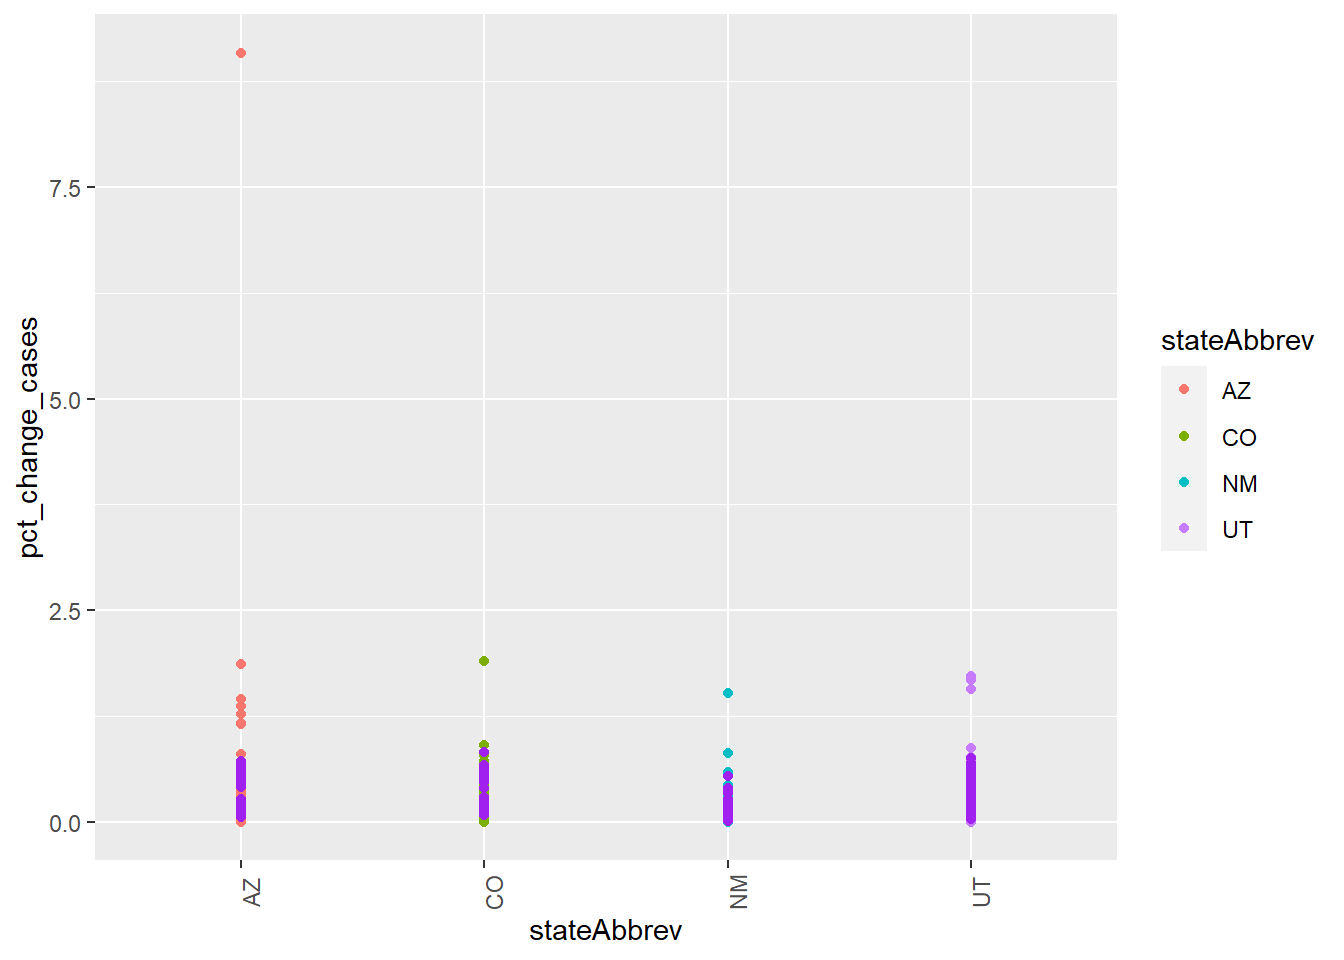 7.5
5.0
2.5
0.0
pct_change_cases
AZ
CO
NM
UT
stateAbbrev
stateAbbrev
AZ
CO
NM
UT